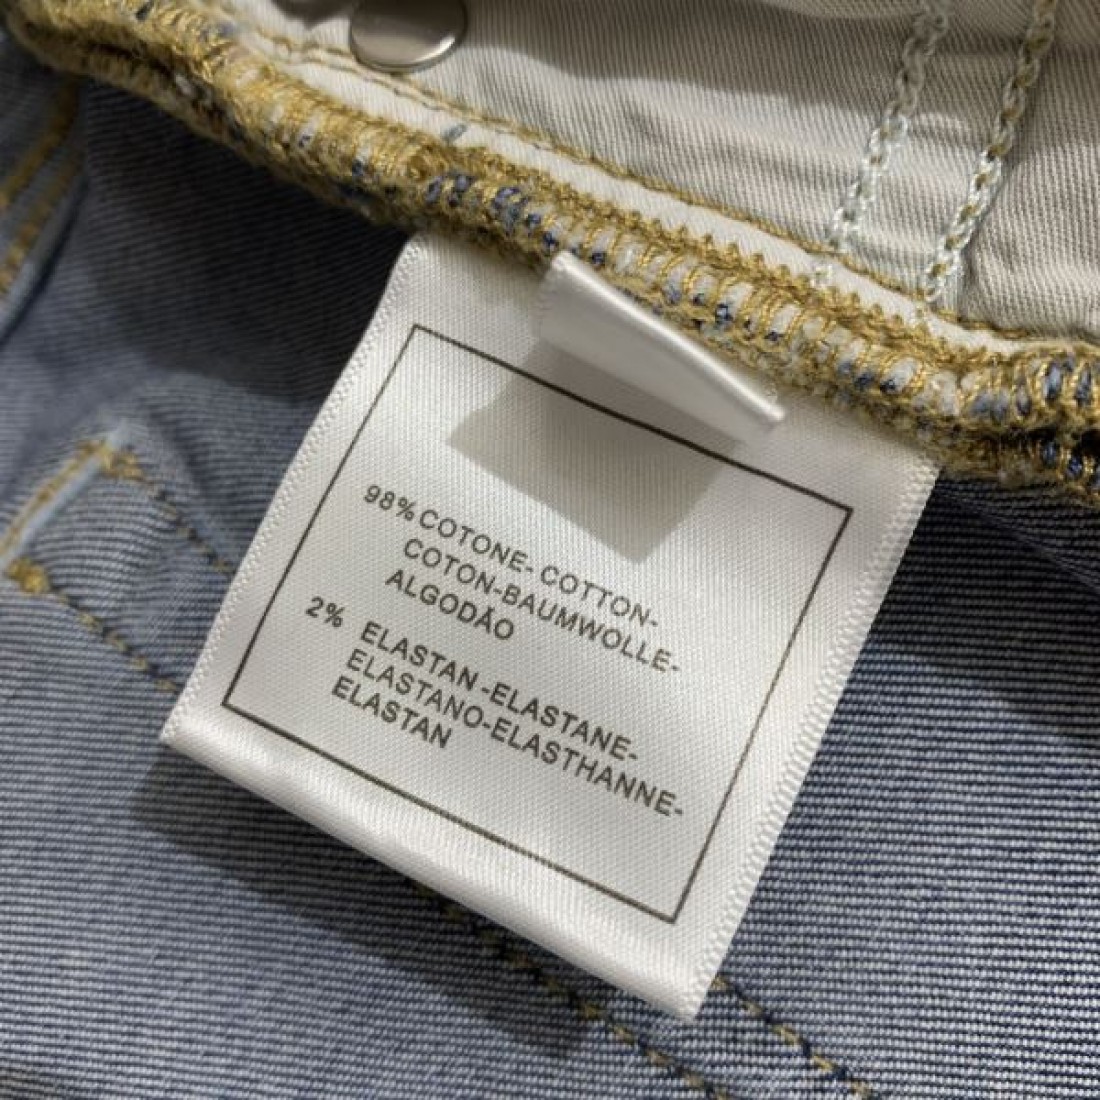 98% COTONE- COTTON-
COTON-BAUMWOLLE-
ALGODÃO
2% ELASTAN -ELASTANE-
ELASTANO-ELASTHANNE-
ELASTAN